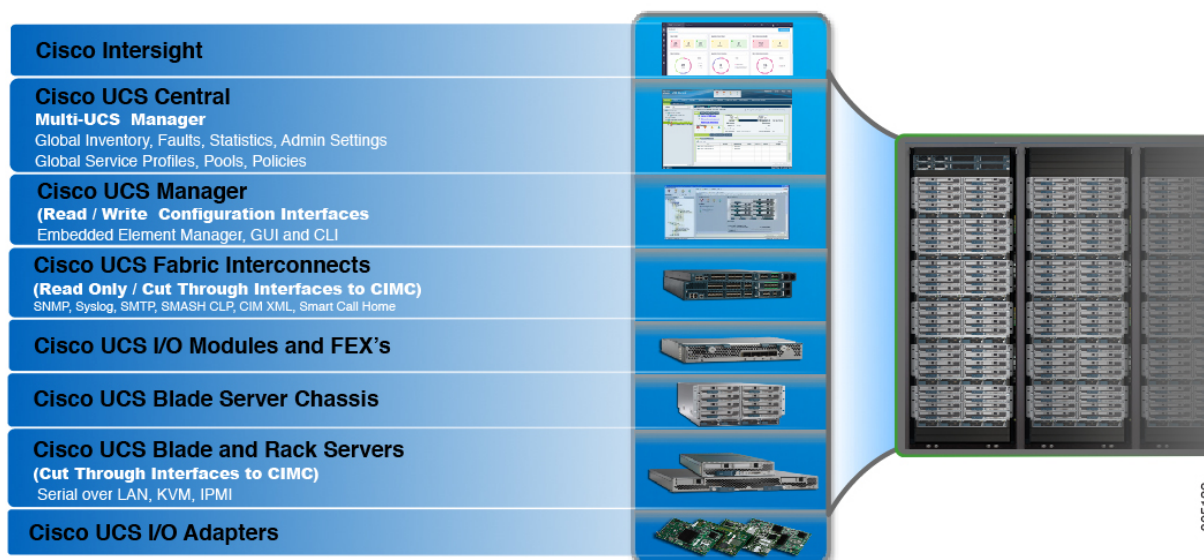 Cisco Intersight
Cisco UCS Central
Multi-UCS Manager
Global Inventory, Faults, Statistics, Admin Settings
Global Service Profiles, Pools, Policies
Cisco UCS Manager
(Read / Write Configuration Interfaces
Embedded Element Manager, GUI and CLI
Cisco UCS Fabric Interconnects
(Read Only / Cut Through Interfaces to CIMC)
SNMP, Syslog, SMTP, SMASH CLP, CIM XML, Smart Call Home
Cisco UCS I/O Modules and FEX's
Cisco UCS Blade Server Chassis
Cisco UCS Blade and Rack Servers
(Cut Through Interfaces to CIMC)
Serial over LAN, KVM, IPMI
Cisco UCS I/O Adapters